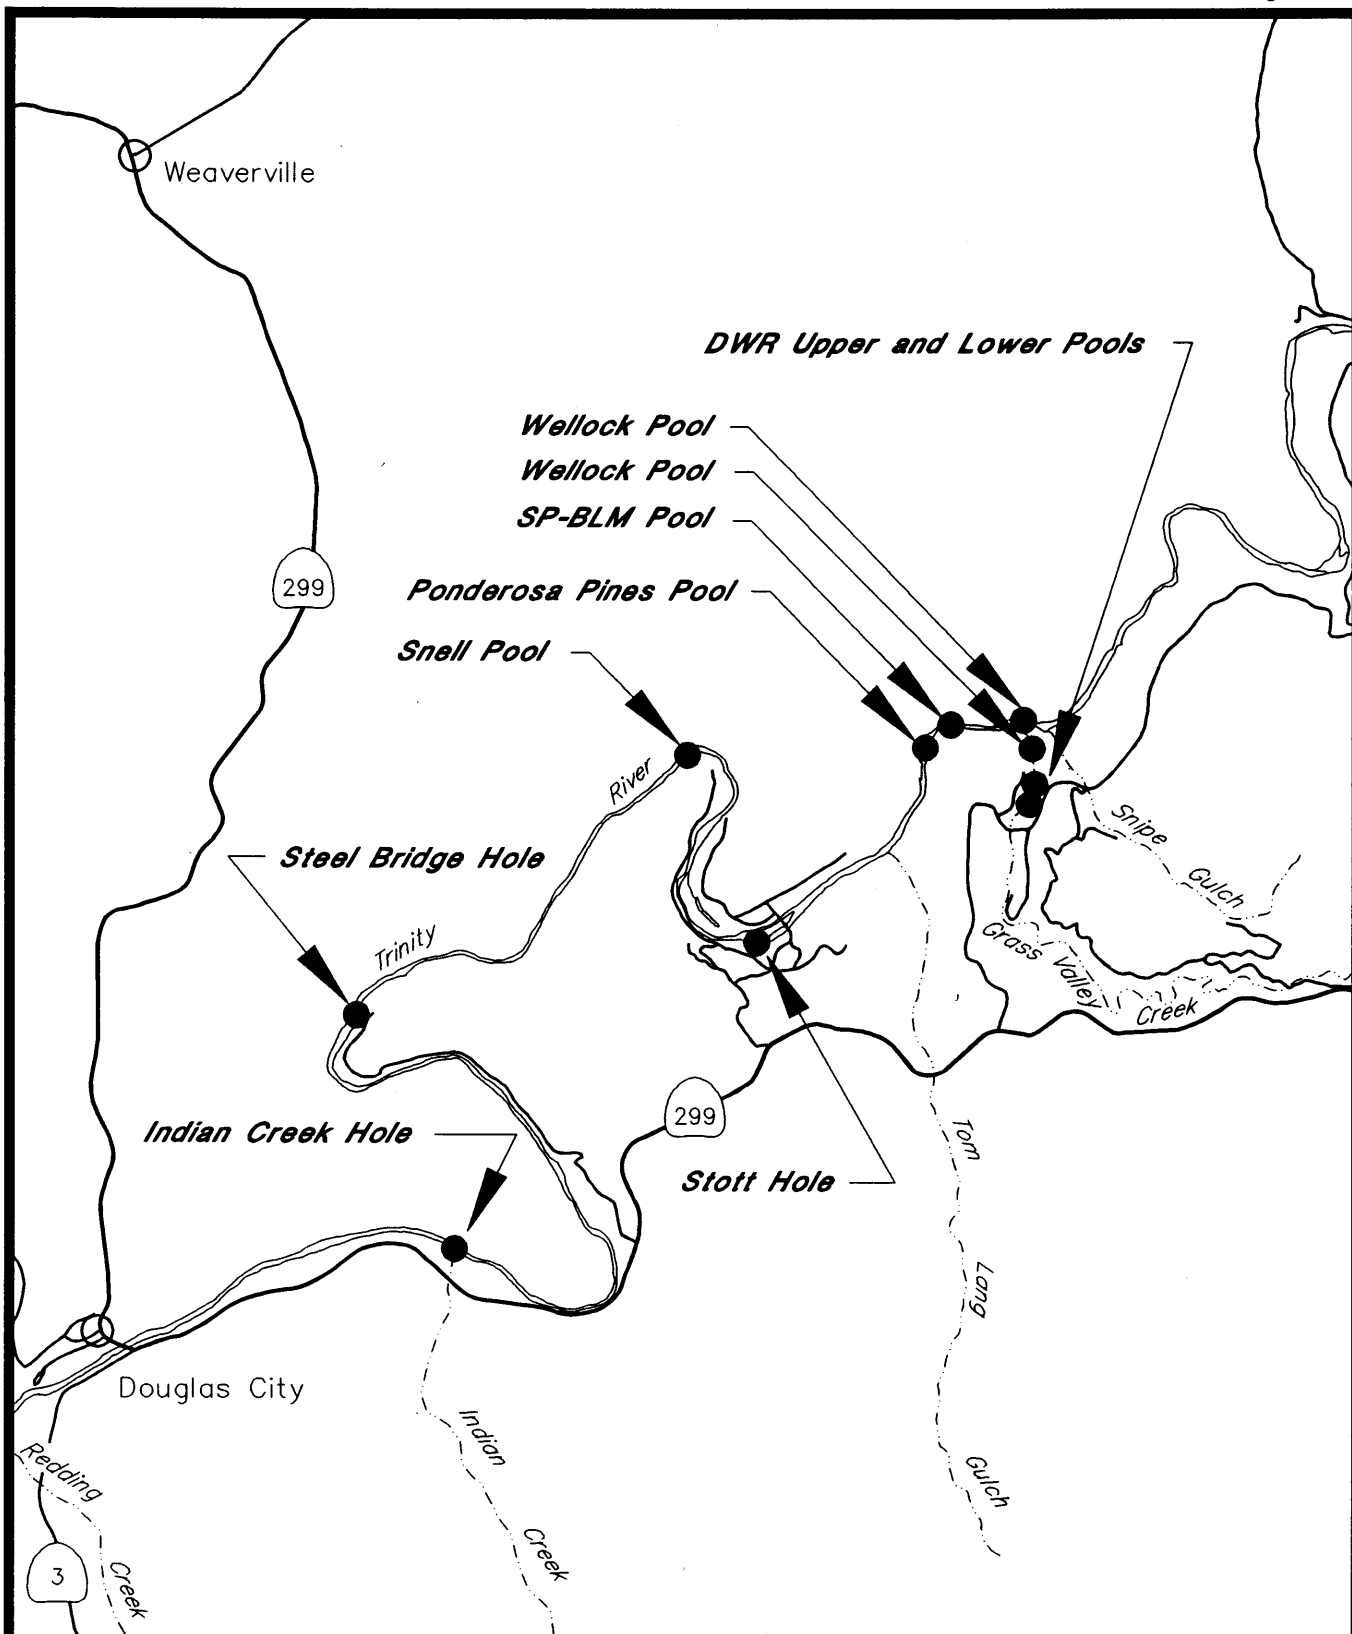 Weaverville
DWR Upper and Lower Pools
Wellock Pool
Wellock Pool
SP-BLM Pool
299
Ponderosa Pines Pool
Snell Pool
River
Snipe
Steel Bridge Hole
Gulch
Trinity
Grass Valley
Creek
299
Indian Creek Hole
Tom
Stott Hole
Long
Douglas City
Indian
Redding
Gulch
Creek
3
Creek